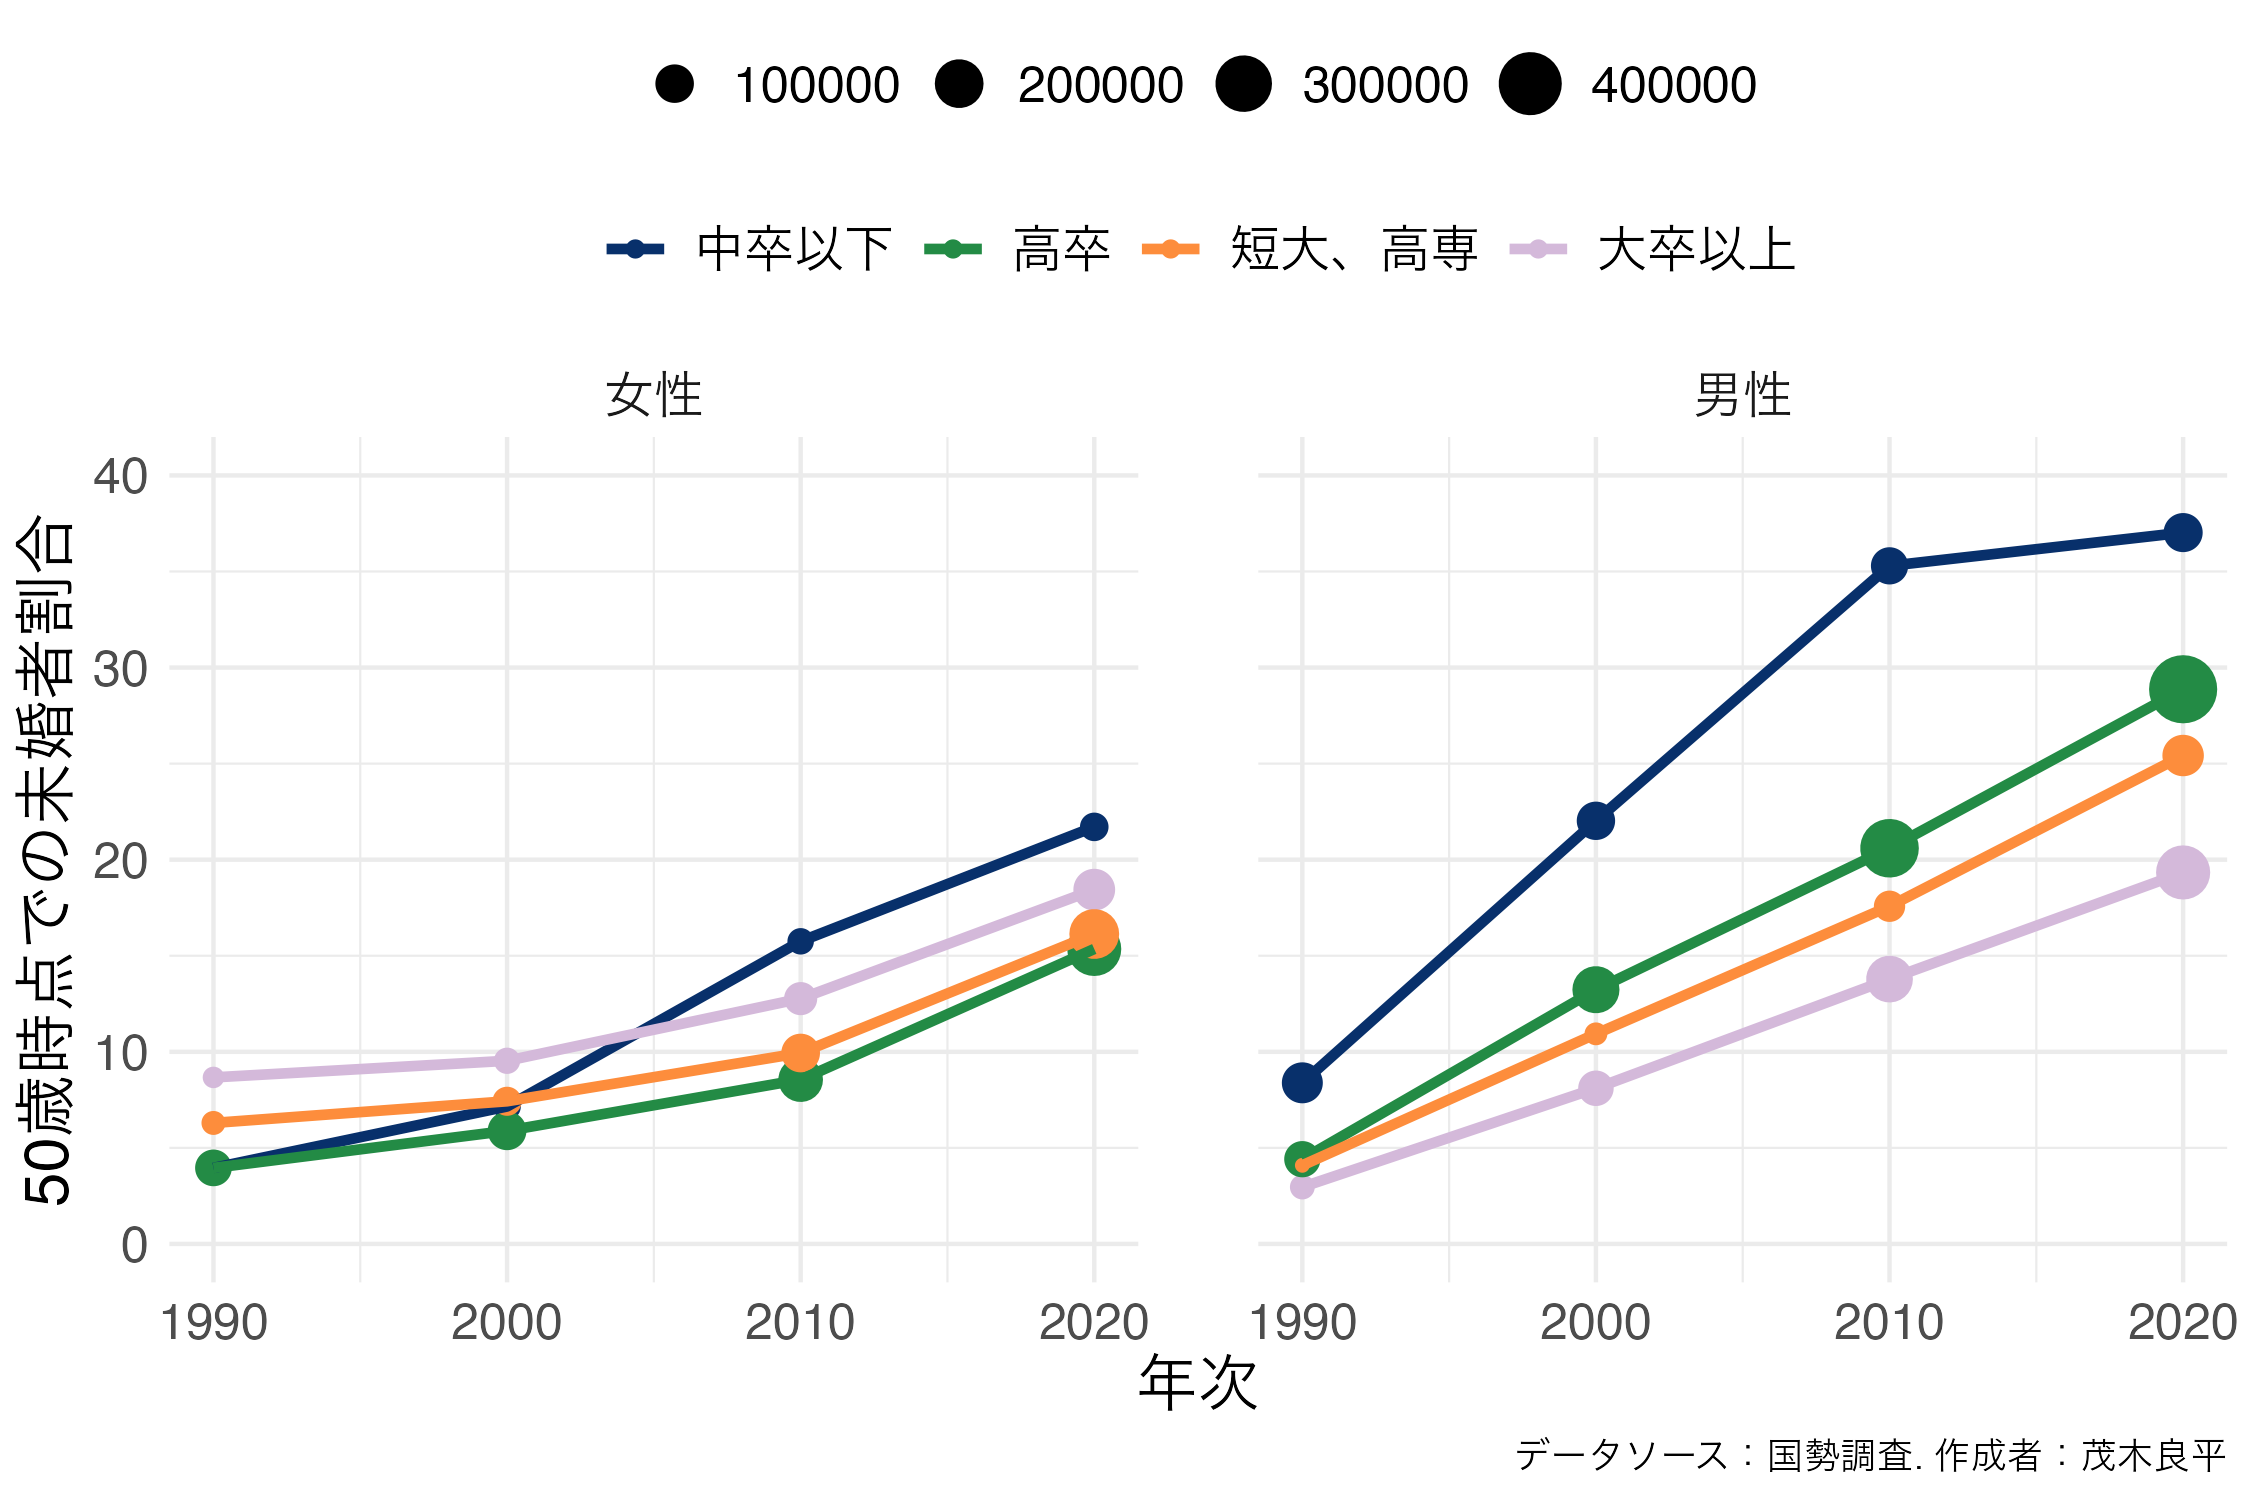 100000 200000 300000 400000
中卒以下 高卒 短大、高専 大卒以上
女性 男性
50歳時点での未婚者割合
40
30
20
10
0
1990 2000 2010 2020 1990 2000 2010 2020
年次
データソース：国勢調査. 作成者：茂木良平